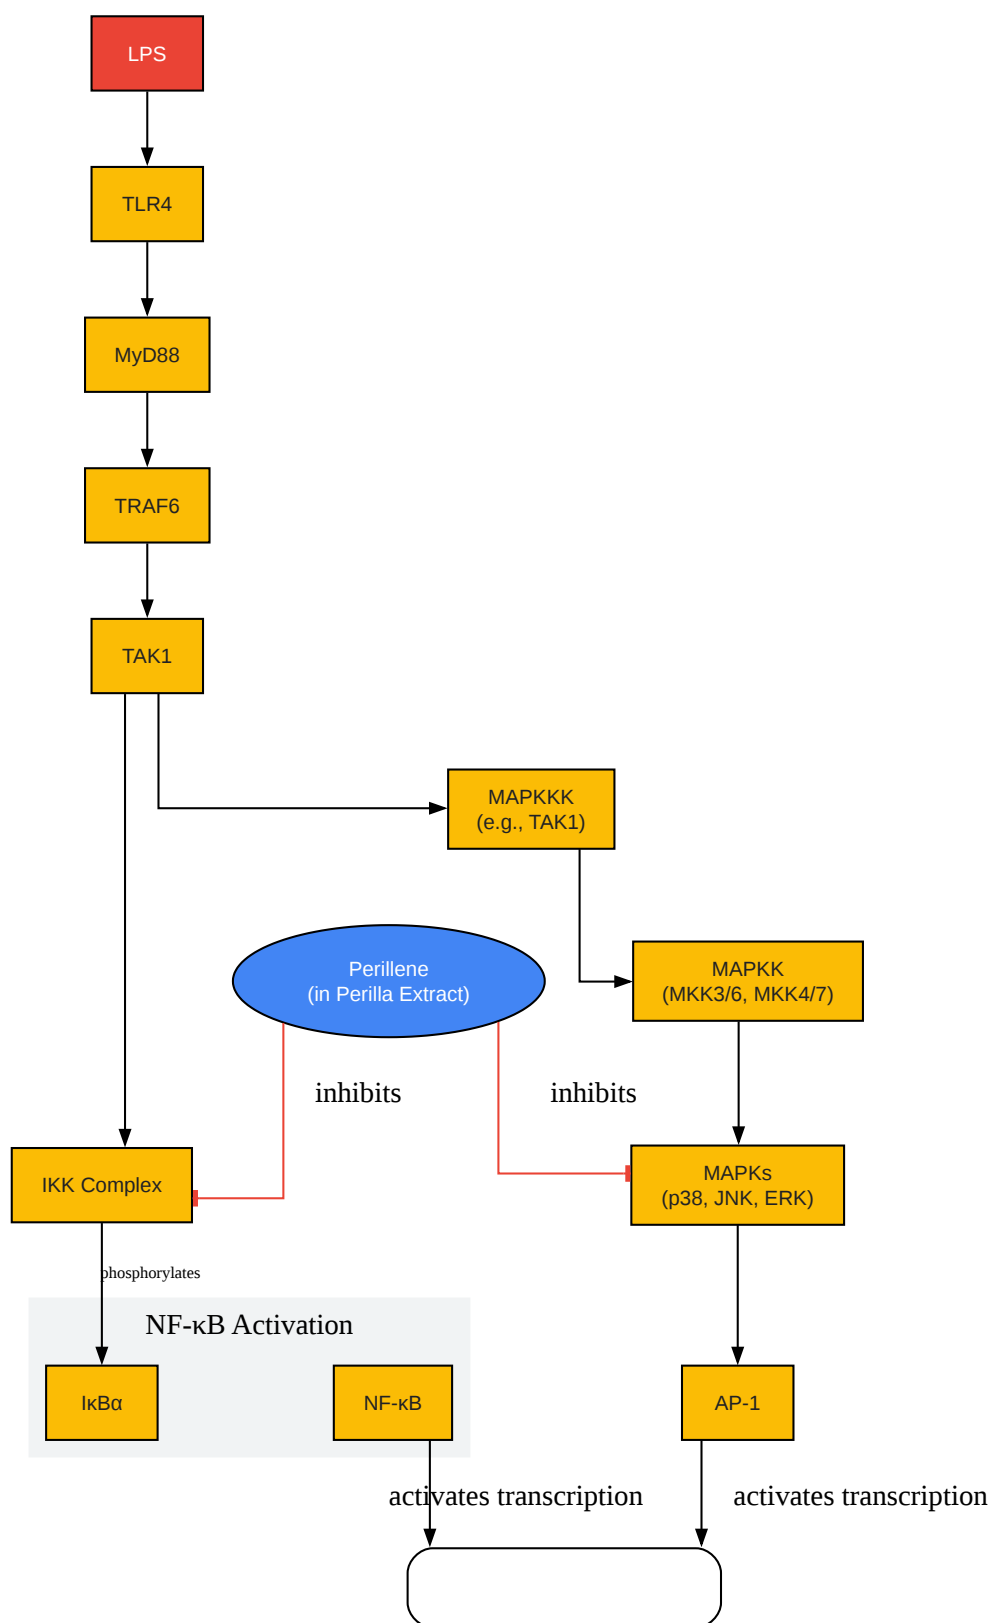 LPS
TLR4
MyD88
TRAF6
TAK1
MAPKKK
(e.g., TAK1)
Perillene
(in Perilla Extract)
MAPKK
(MKK3/6, MKK4/7)
inhibits
inhibits
IKK Complex
MAPKs
(p38, JNK, ERK)
phosphorylates
NF-κB Activation
IκBα
NF-κB
AP-1
activates transcription
activates transcription